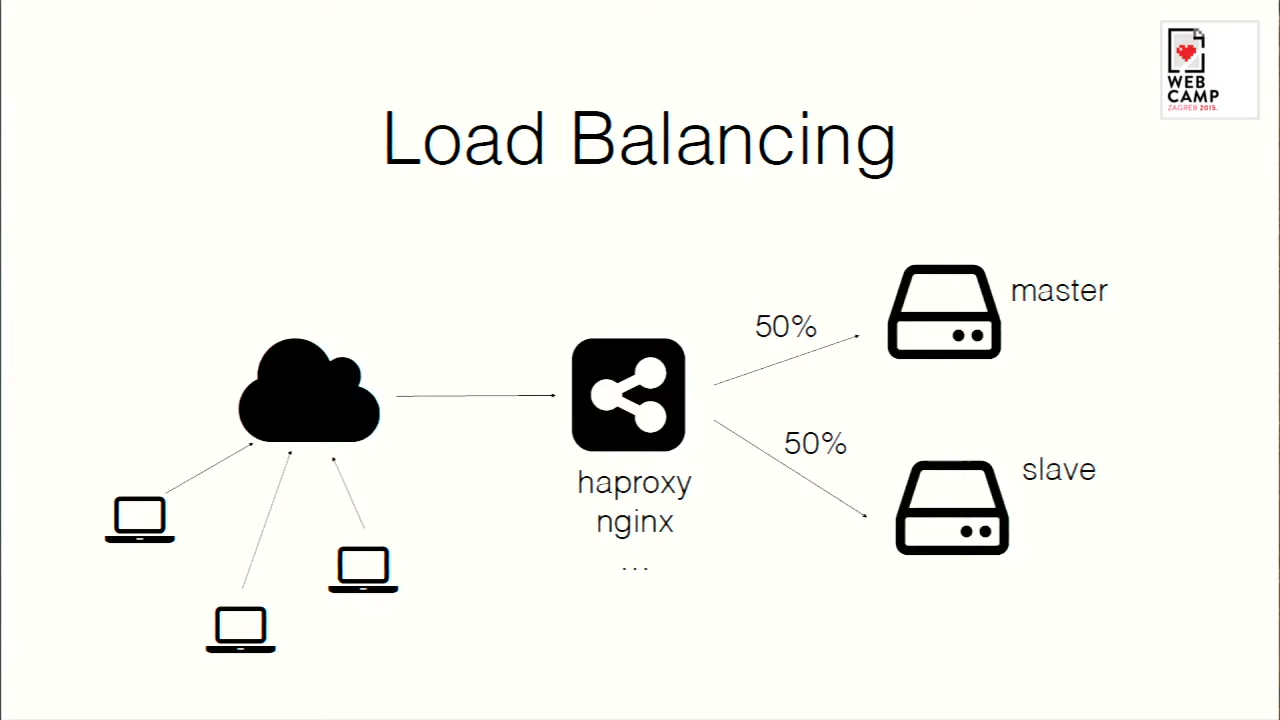 WEB
CAMP
ZAGREB 2015.
Load Balancing
50%
master
50%
slave
haproxy
nginx
...